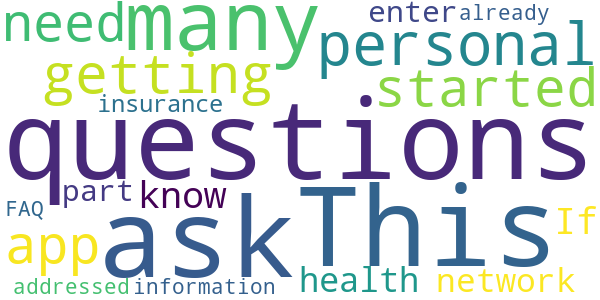 need many enter already
personal
getting started
insurance
questions
part know
FAQ ask This If
app
health network
addressed information